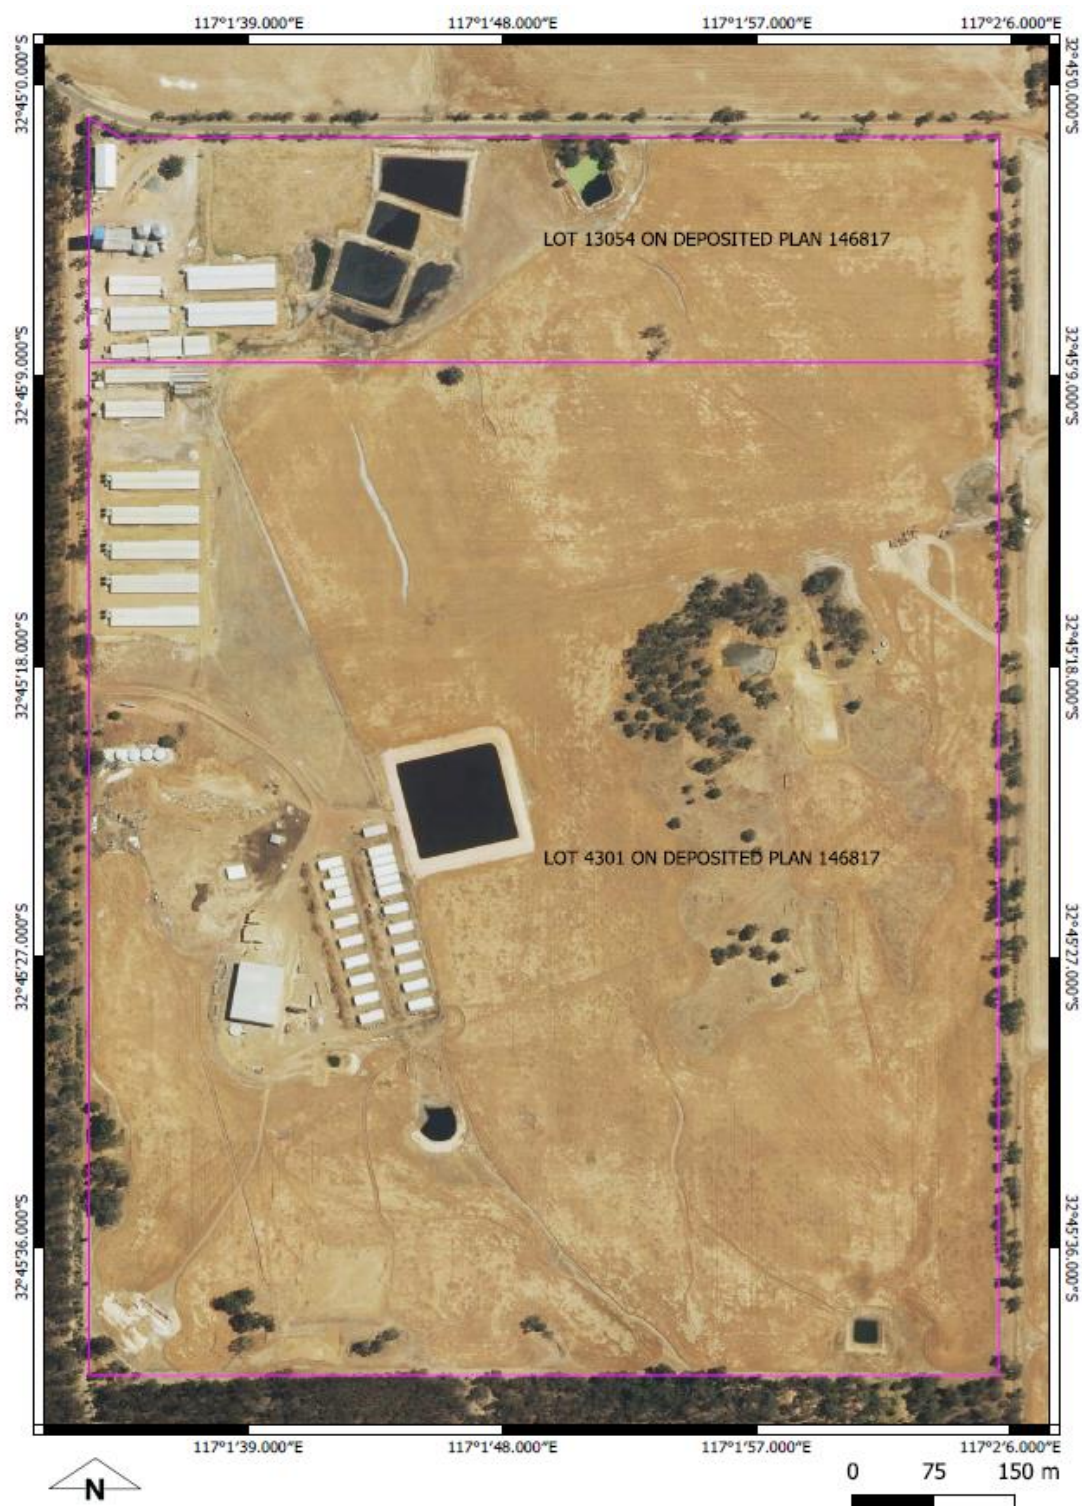 117°1'39.000"E 117°1'48.000"E 117°1'57.000"E 117°2'6.000"E
32°45'0.000"S 32°45'0.000"S
LOT 13054 ON DEPOSITED PLAN 146817
32°45'9.000"S 32°45'9.000"S
32°45'18.000"S 32°45'18.000"S
LOT 4301 ON DEPOSITED PLAN 146817
32°45'27.000"S 32°45'27.000"S
32°45'36.000"S 32°45'36.000"S
117°1'39.000"E 117°1'48.000"E 117°1'57.000"E 117°2'6.000"E
N
0 75 150 m